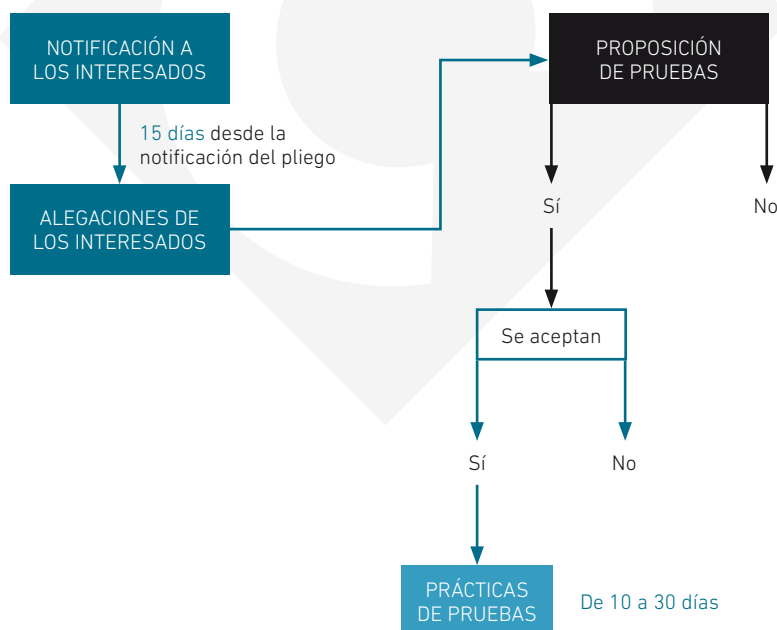 NOTIFICACIÓN A
LOS INTERESADOS
15 días desde la
notificación del pliego
ALEGACIONES DE
LOS INTERESADOS
PROPOSICIÓN
DE PRUEBAS
Sí
No
Se aceptan
Sí
No
PRÁCTICAS
DE PRUEBAS
De 10 a 30 días